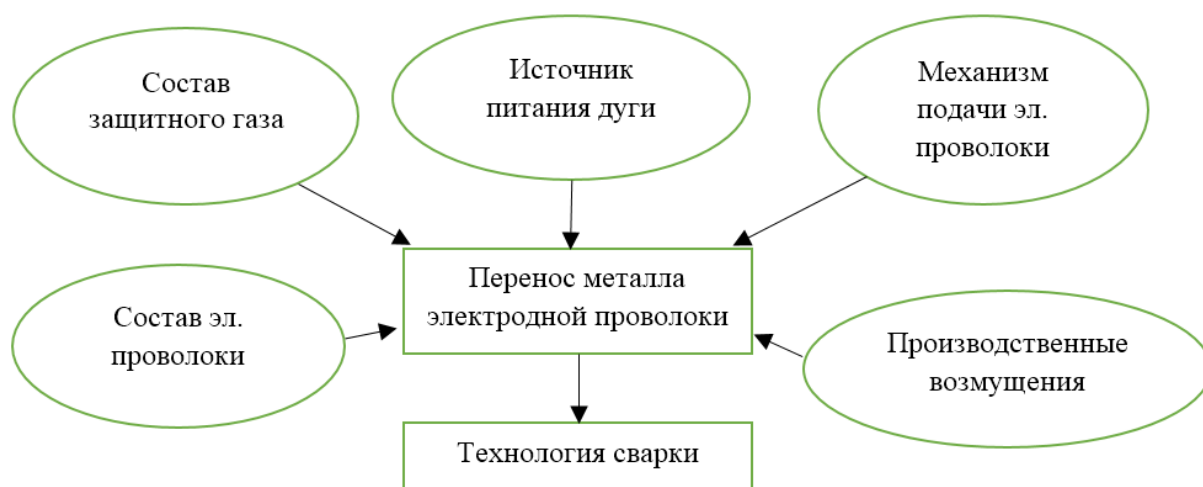 Состав
защитного газа
Источник
питания дуги
Механизм
подачи эл.
проволоки
Перенос металла
электродной проволоки
Состав эл.
проволоки
Производственные
возмущения
Технология сварки